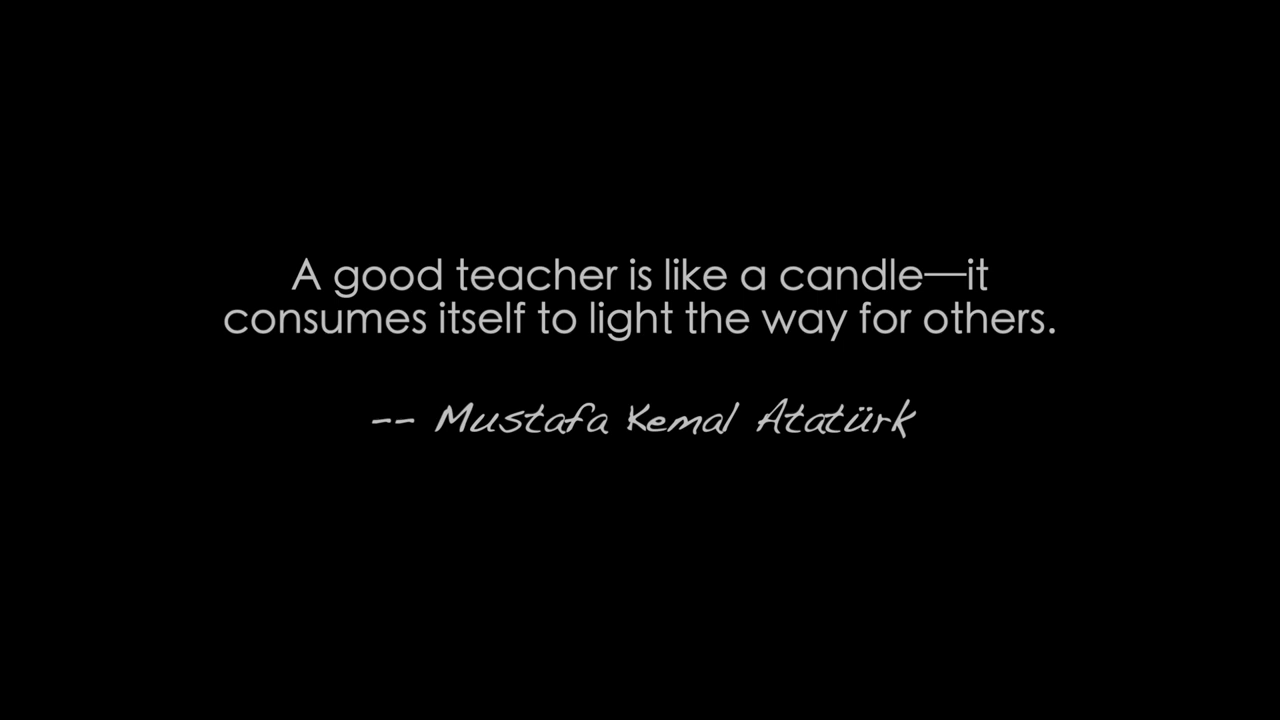 A good teacher is like a candle—it
consumes itself to light the way for others.
-- Mustafa Kemal Atatürk